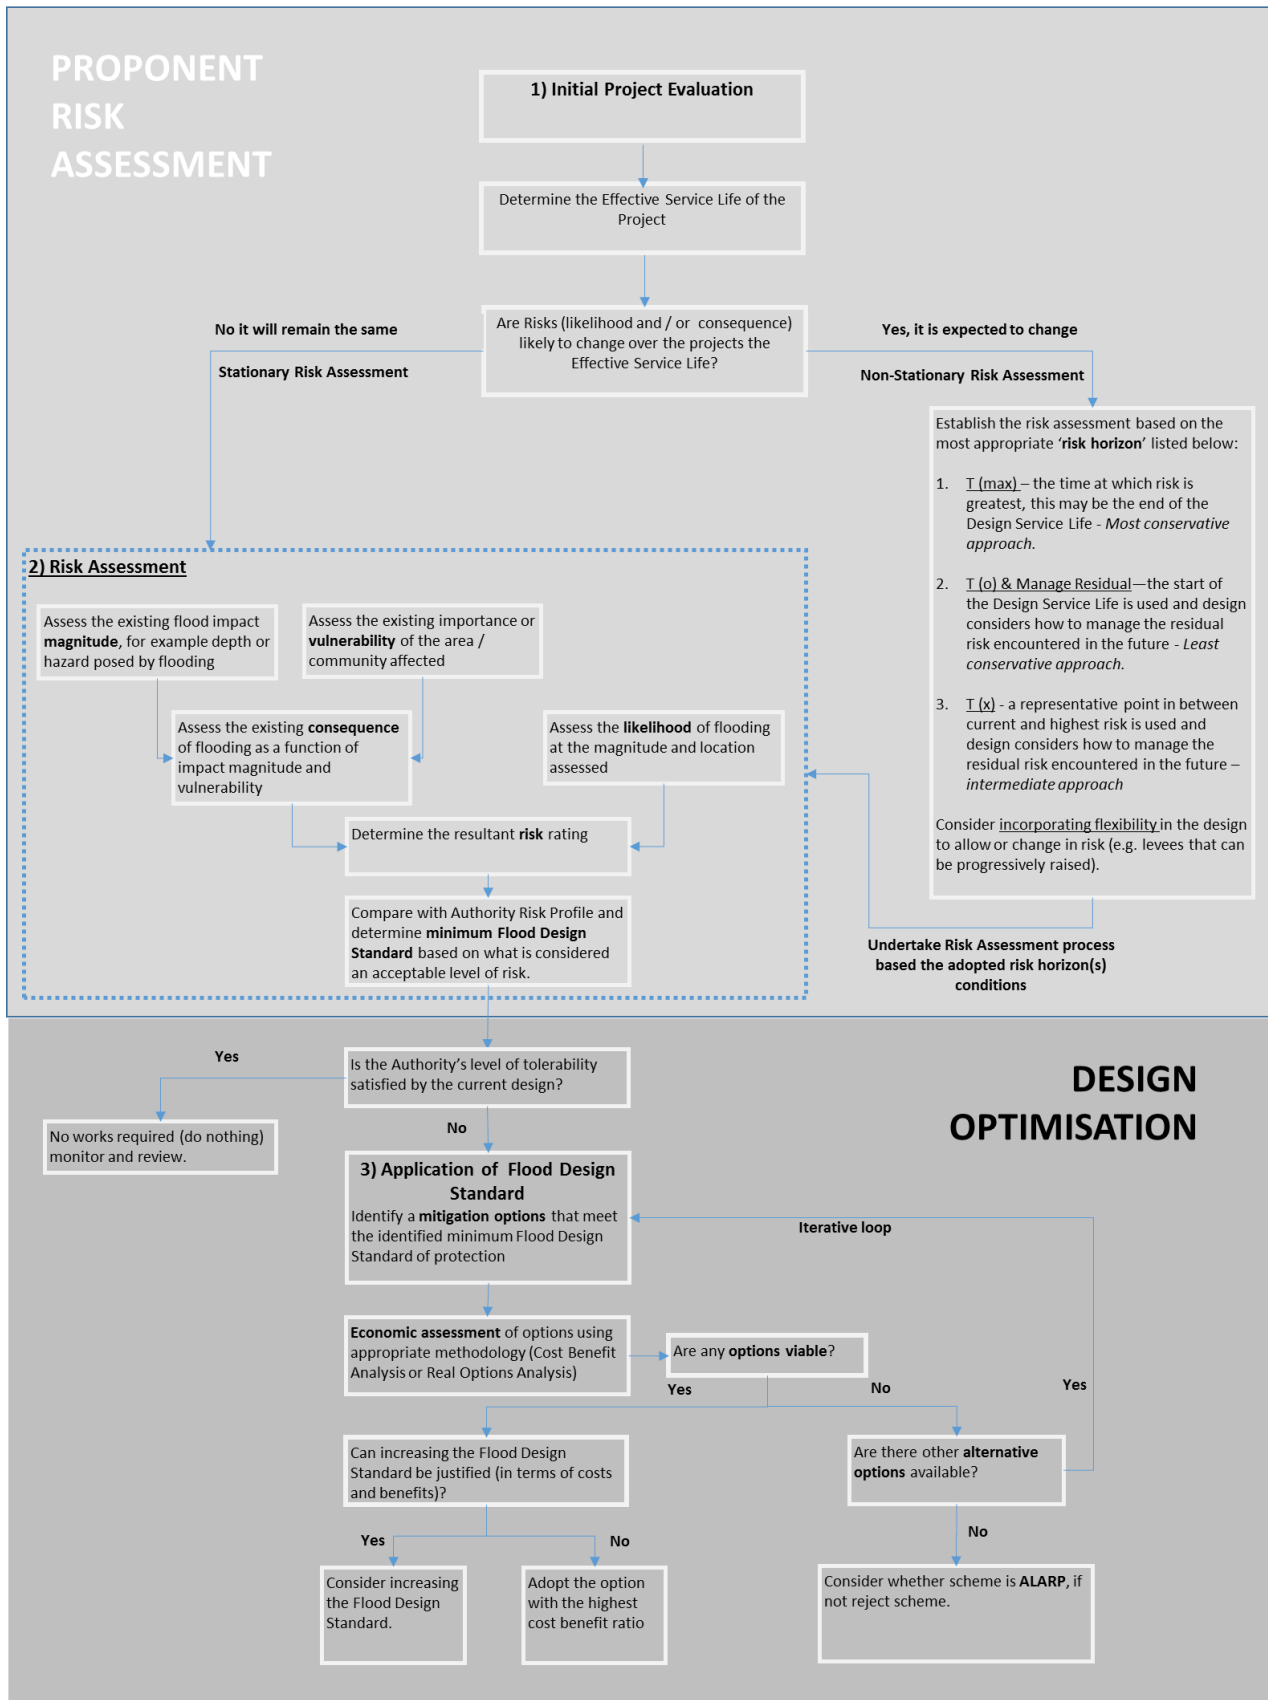 PROPONENT
RISK
ASSESSMENT
1) Initial Project Evaluation
Determine the Effective Service Life of the
Project
Are Risks (likelihood and / or  consequence)
likely to change over the projects the
Effective Service Life?
No it will remain the same
Stationary Risk Assessment
Yes, it is expected to change
Non-Stationary Risk Assessment
Establish the risk assessment based on the
most appropriate ‘risk horizon’ listed below:
1. T (max) – the time at which risk is
greatest, this may be the end of the
Design Service Life - Most conservative
approach.
2. T (o) & Manage Residual—the start of
the Design Service Life is used and design
considers how to manage the residual
risk encountered in the future - Least
conservative approach.
3. T (x) - a representative point in between
current and highest risk is used and
design considers how to manage the
residual risk encountered in the future –
intermediate approach
Consider incorporating flexibility in the design
to allow or change in risk (e.g. levees that can
be progressively raised).
Undertake Risk Assessment process
based the adopted risk horizon(s)
conditions
2) Risk Assessment
Assess the existing flood impact
magnitude, for example depth or
hazard posed by flooding
Assess the existing importance or
vulnerability of the area /
community affected
Assess the existing consequence
of flooding as a function of
impact magnitude and
vulnerability
Assess the likelihood of flooding
at the magnitude and location
assessed
Determine the resultant risk rating
Compare with Authority Risk Profile and
determine minimum Flood Design
Standard based on what is considered
an acceptable level of risk.
DESIGN
OPTIMISATION
Is the Authority’s level of tolerability
satisfied by the current design?
Yes
No works required (do nothing)
monitor and review.
No
3) Application of Flood Design
Standard
Identify a mitigation options that meet
the identified minimum Flood Design
Standard of protection
Iterative loop
Economic assessment of options using
appropriate methodology (Cost Benefit
Analysis or Real Options Analysis)
Are any options viable?
Yes
No
Yes
Can increasing the Flood Design
Standard be justified (in terms of costs
and benefits)?
Are there other alternative
options available?
Yes
No
No
Consider increasing
the Flood Design
Standard.
Adopt the option
with the highest
cost benefit ratio
Consider whether scheme is ALARP, if
not reject scheme.